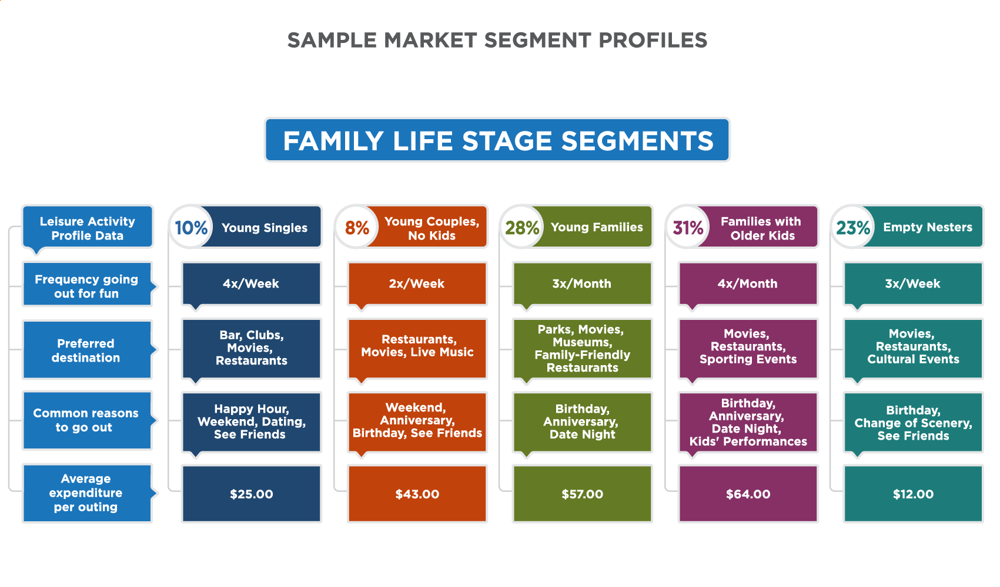 SAMPLE MARKET SEGMENT PROFILES
FAMILY LIFE STAGE SEGMENTS
Leisure Activity
Profile Data
Frequency going
out for fun
Preferred
destination
Common reasons
to go out
Average
expenditure
per outing
10%
Young Singles
4x/Week
Bar, Clubs,
Movies,
Restaurants
Happy Hour,
Weekend, Dating,
See Friends
$25.00
8%
Young Couples,
No Kids
2x/Week
Restaurants,
Movies, Live Music
Weekend,
Anniversary,
Birthday, See Friends
$43.00
28%
Young Families
3x/Month
Parks, Movies,
Museums,
Family-Friendly
Restaurants
Birthday,
Anniversary,
Date Night
$57.00
31%
Families with
Older Kids
4x/Month
Movies,
Restaurants,
Sporting Events
Birthday,
Anniversary,
Date Night,
Kids' Performances
$64.00
23%
Empty Nesters
3x/Week
Movies,
Restaurants,
Cultural Events
Birthday,
Change of Scenery,
See Friends
$12.00